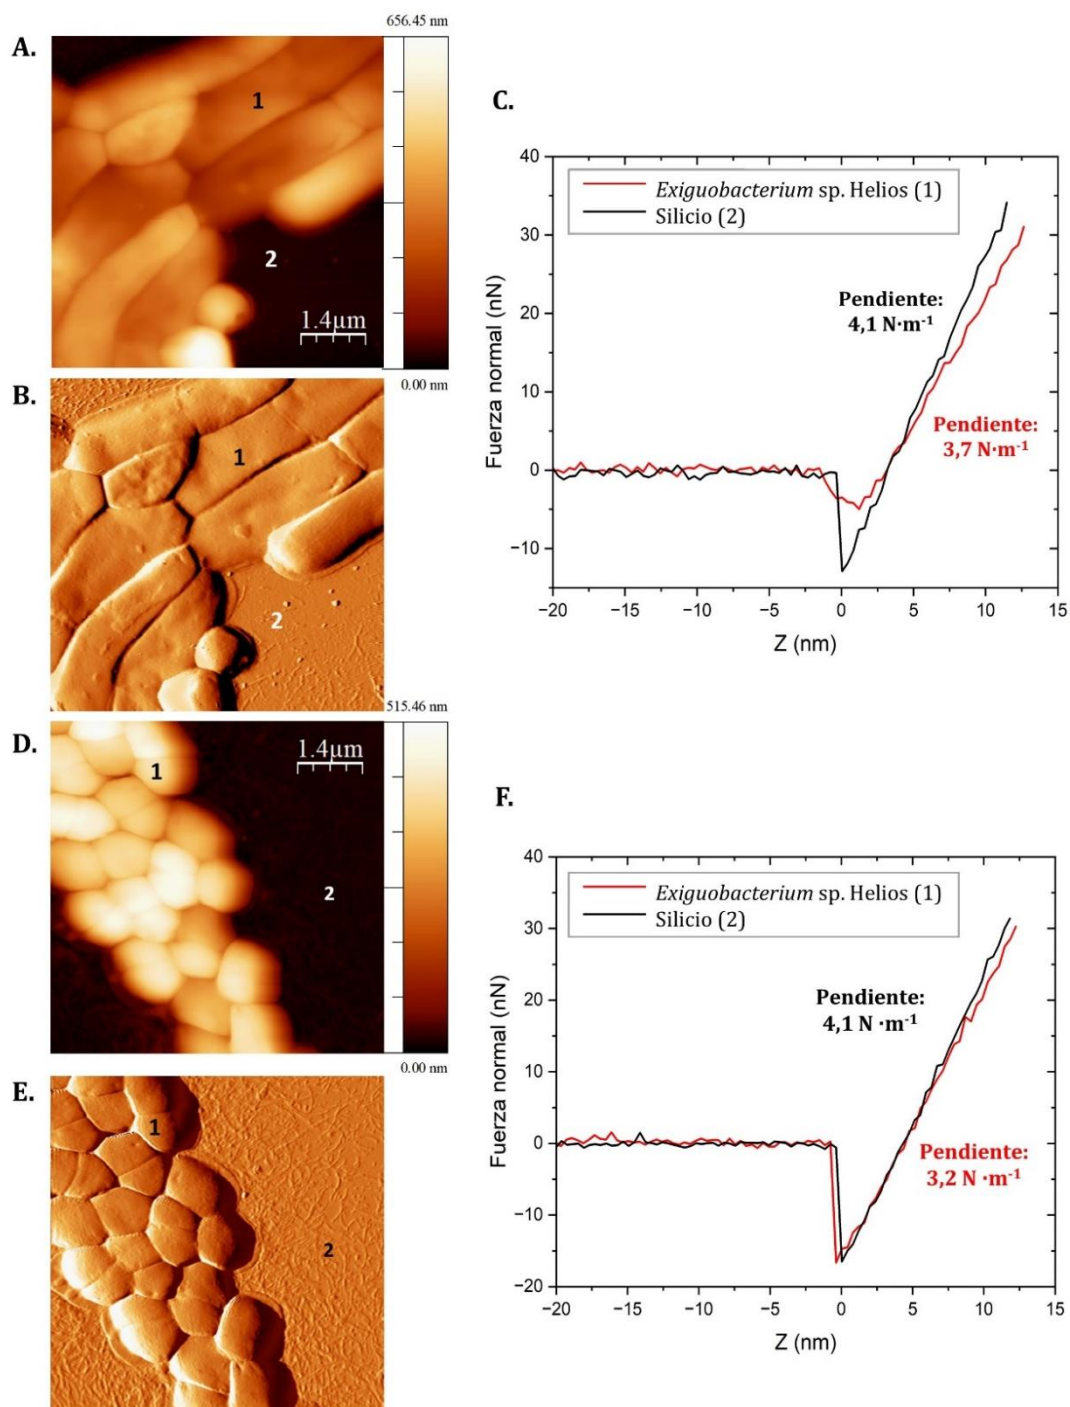 656.45 nm
A.
1
2
1.4µm
0.00 nm
B.
1
2
C.
Fuerza normal (nN)
40
30
20
10
0
−10
Exiguobacterium sp. Helios (1)
Silicio (2)
Pendiente:
4,1 N·m⁻¹
Pendiente:
3,7 N·m⁻¹
−20
−15
−10
−5
0
5
10
15
Z (nm)
515.46 nm
D.
1.4µm
1
2
0.00 nm
E.
1
2
F.
Fuerza normal (nN)
40
30
20
10
0
−10
−20
Exiguobacterium sp. Helios (1)
Silicio (2)
Pendiente:
4,1 N ·m⁻¹
Pendiente:
3,2 N ·m⁻¹
−20
−15
−10
−5
0
5
10
15
Z (nm)